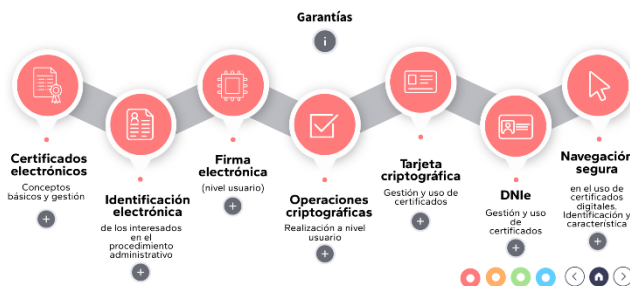 Garantías
i
Certificados
electrónicos
Conceptos
básicos y gestión
+
Identificación
electrónica
de los interesados
en el
procedimiento
administrativo
+
Firma
electrónica
(nivel usuario)
+
Operaciones
criptográficas
Realización a nivel
usuario
+
Tarjeta
criptográfica
Gestión y uso de
certificados
+
DNIe
Gestión y uso
de
certificados
+
Navegación
segura
en el uso de
certificados
digitales.
Identificación y
característica
+